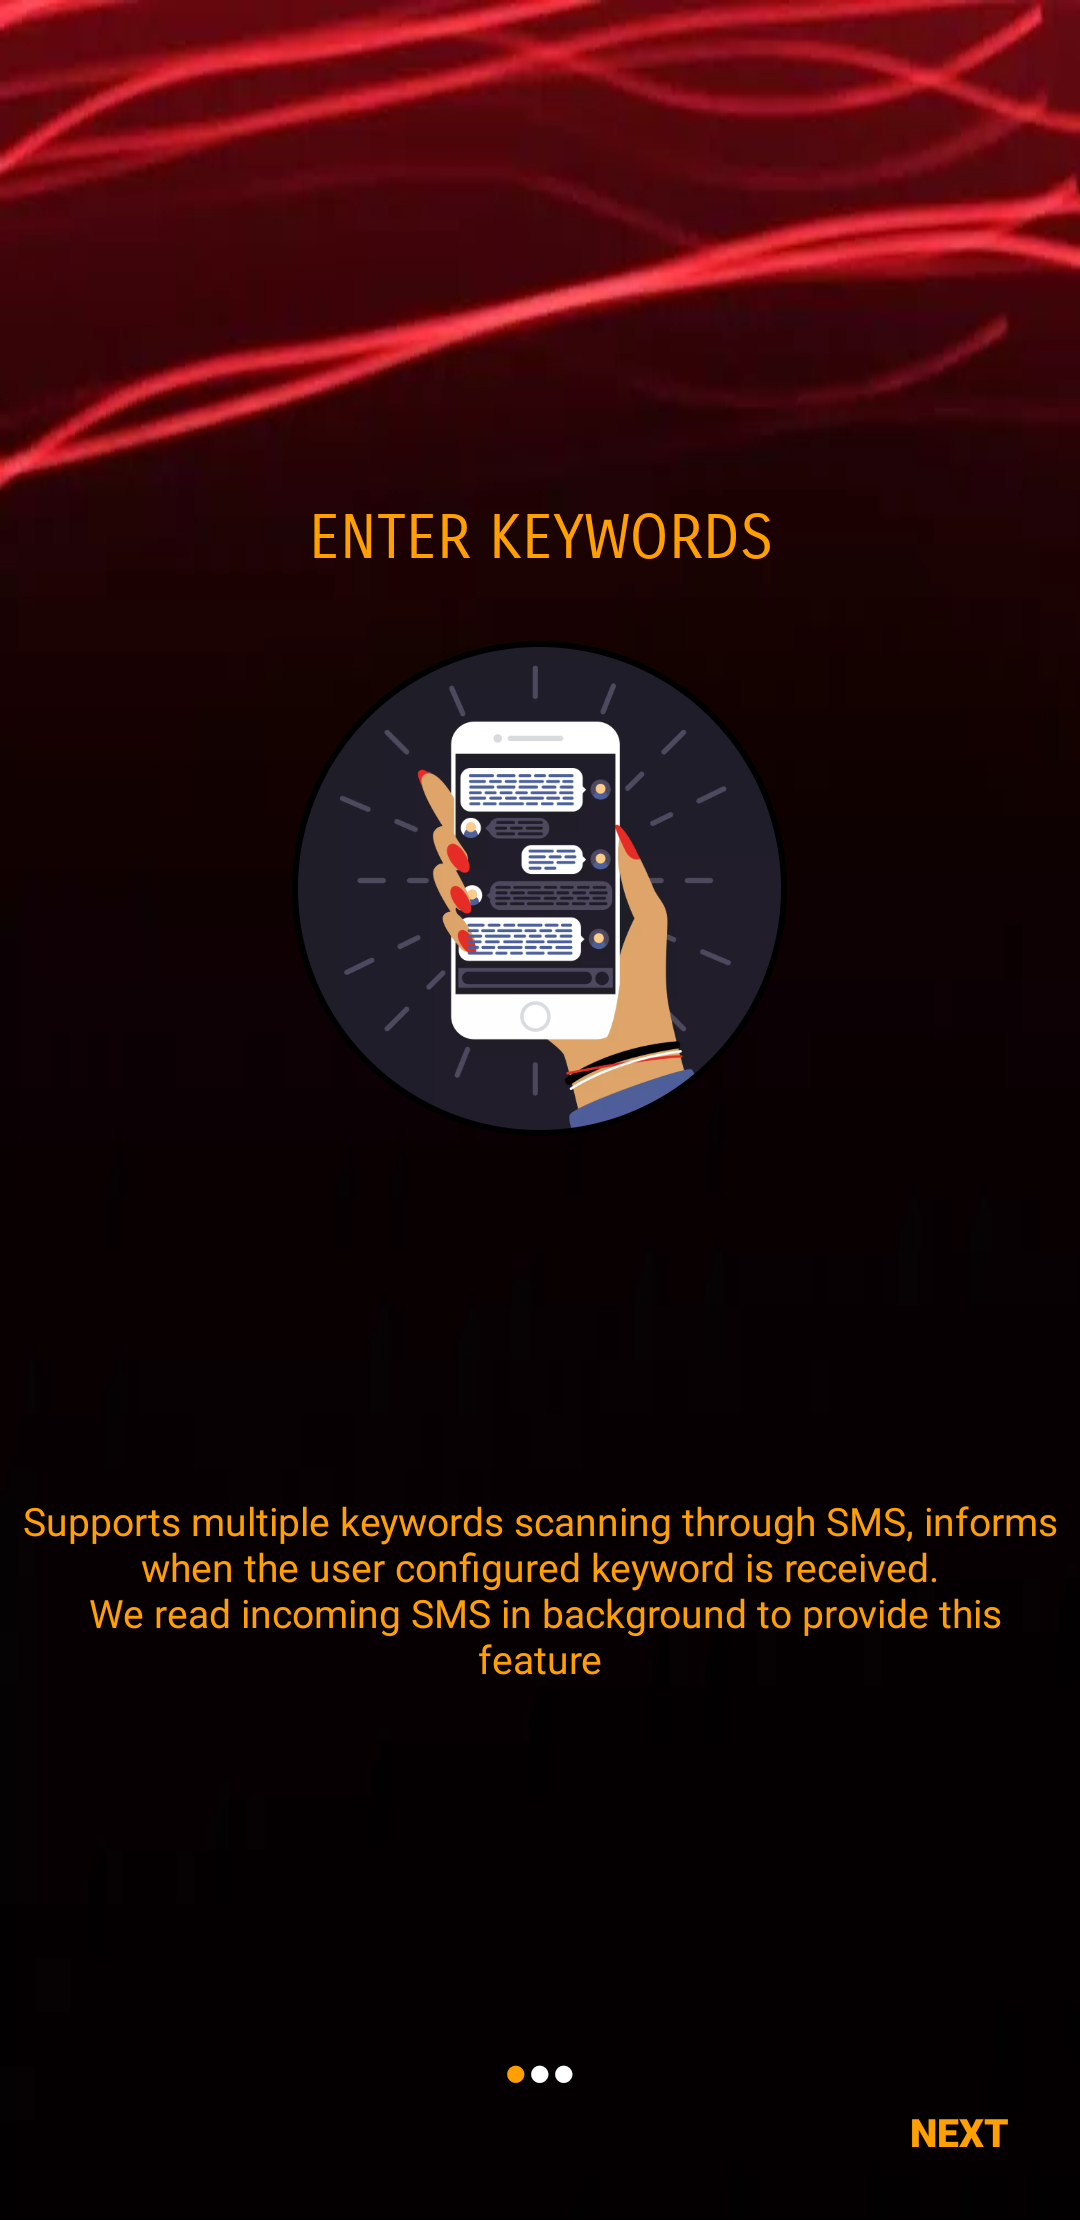 ENTER KEYWORDS
Supports multiple keywords scanning through SMS, informs
when the user configured keyword is received.
We read incoming SMS in background to provide this
feature
NEXT